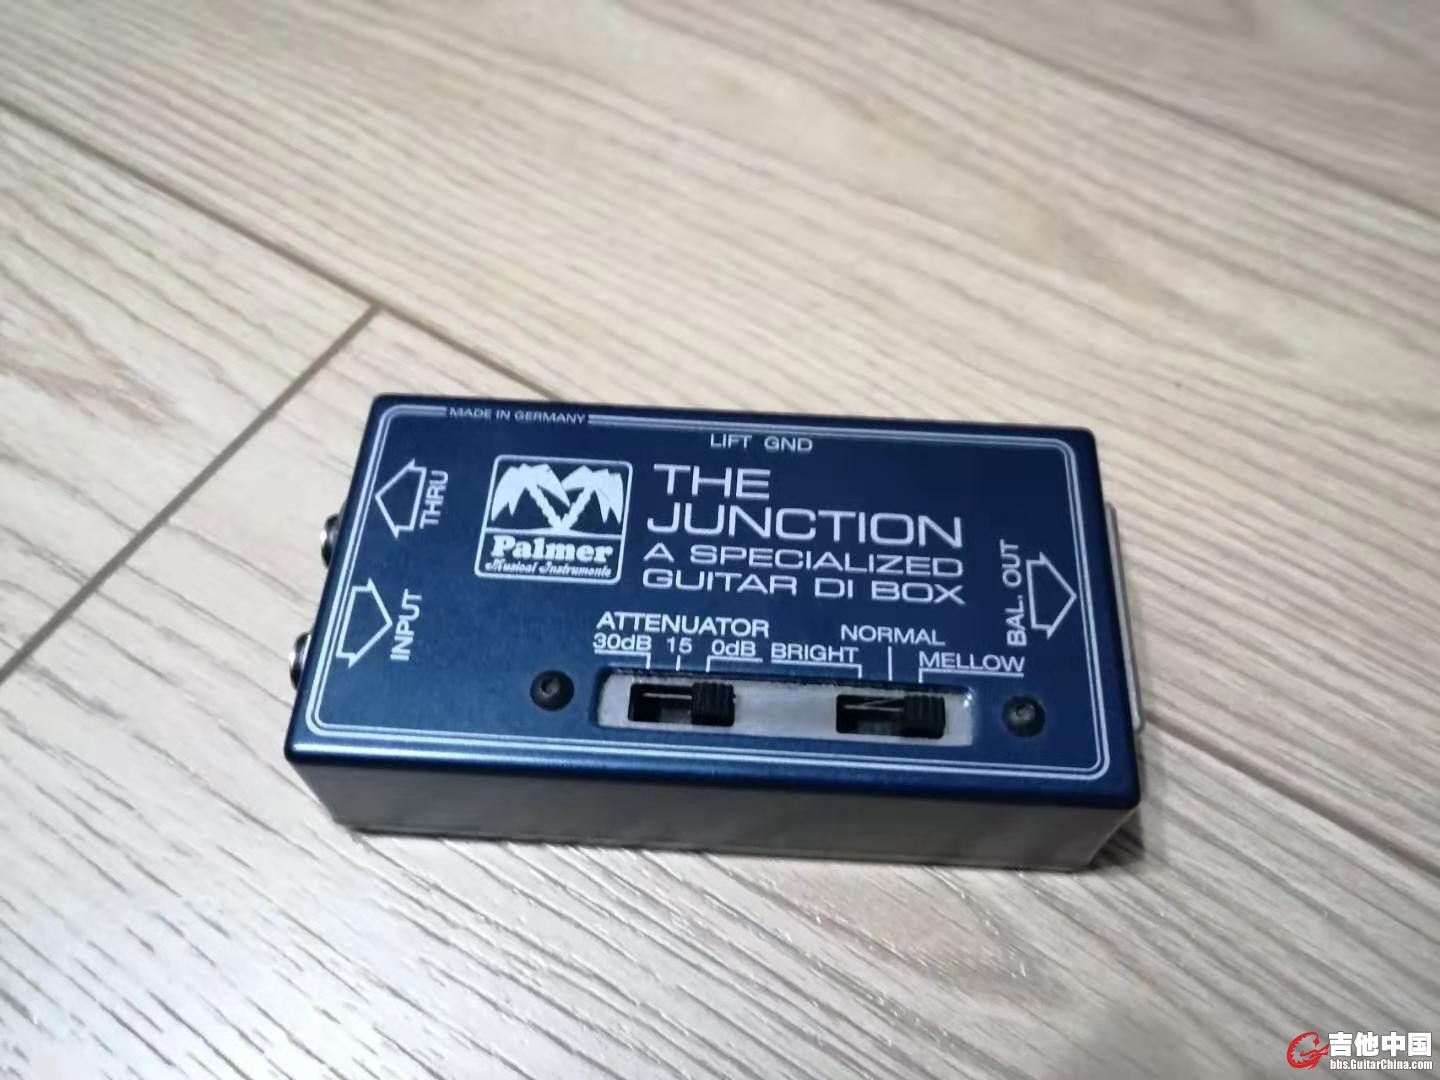 MADE IN GERMANY
LIFT GND
THRU
INPUT
Palmer
Musical Instruments
THE
JUNCTION
A SPECIALIZED
GUITAR DI BOX
BAL. OUT
ATTENUATOR
30dB 15 0dB
BRIGHT
NORMAL
MELLOW
吉他中国
bbs.GuitarChina.com